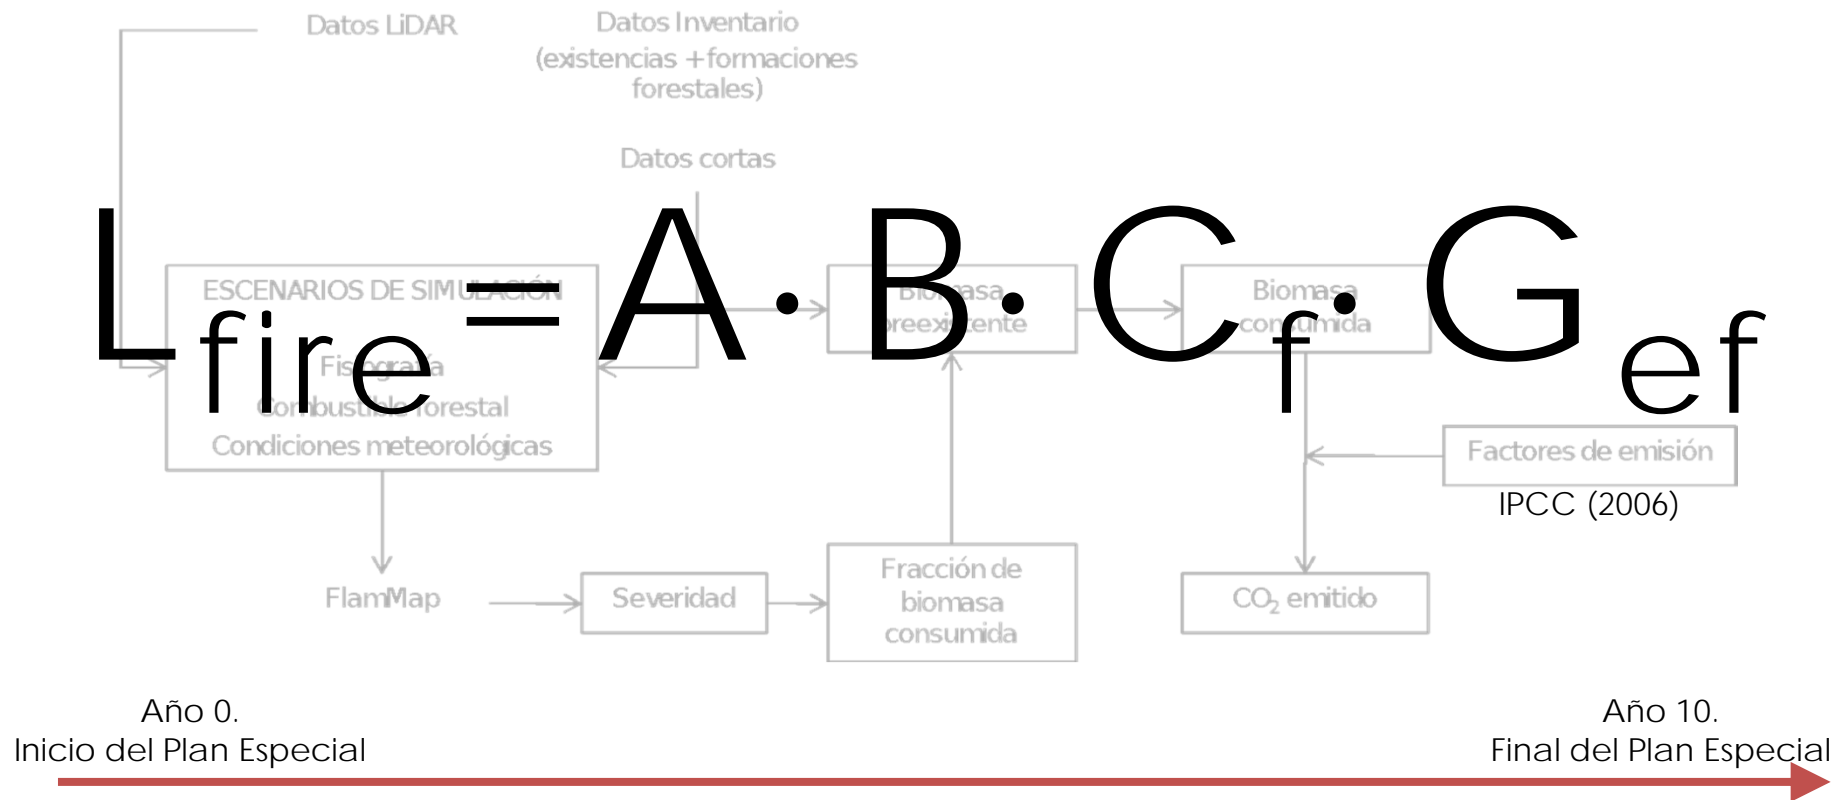 Datos LiDAR
Datos Inventario
(existencias + formaciones
forestales)
Datos cortas
L fire = A · B · C f · G ef
ESCENARIOS DE SIMULACIÓN
Fisiografía
Combustible forestal
Condiciones meteorológicas
Biomasa
preexistente
Biomasa
consumida
Factores de emisión
IPCC (2006)
FlamMap
Severidad
Fracción de
biomasa
consumida
CO₂ emitido
Año 0.
Inicio del Plan Especial
Año 10.
Final del Plan Especial